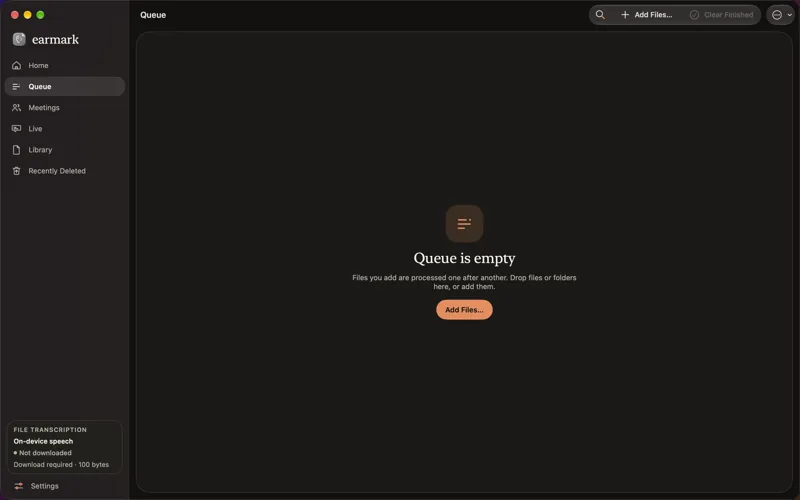 earmark
Home
Queue
Meetings
Live
Library
Recently Deleted
FILE TRANSCRIPTION
On-device speech
Not downloaded
Download required · 100 bytes
Settings
Queue
Add Files...
Clear Finished
Queue is empty
Files you add are processed one after another. Drop files or folders
here, or add them.
Add Files...